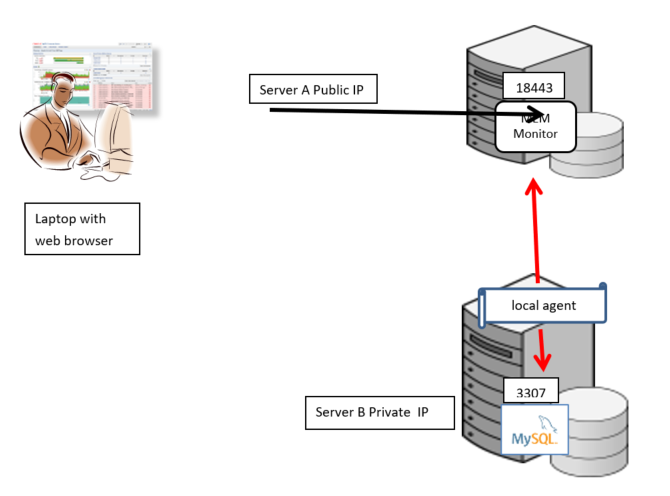 Server A Public IP
18443
MEM
Monitor
Laptop with
web browser
local agent
3307
Server B Private IP
MySQL